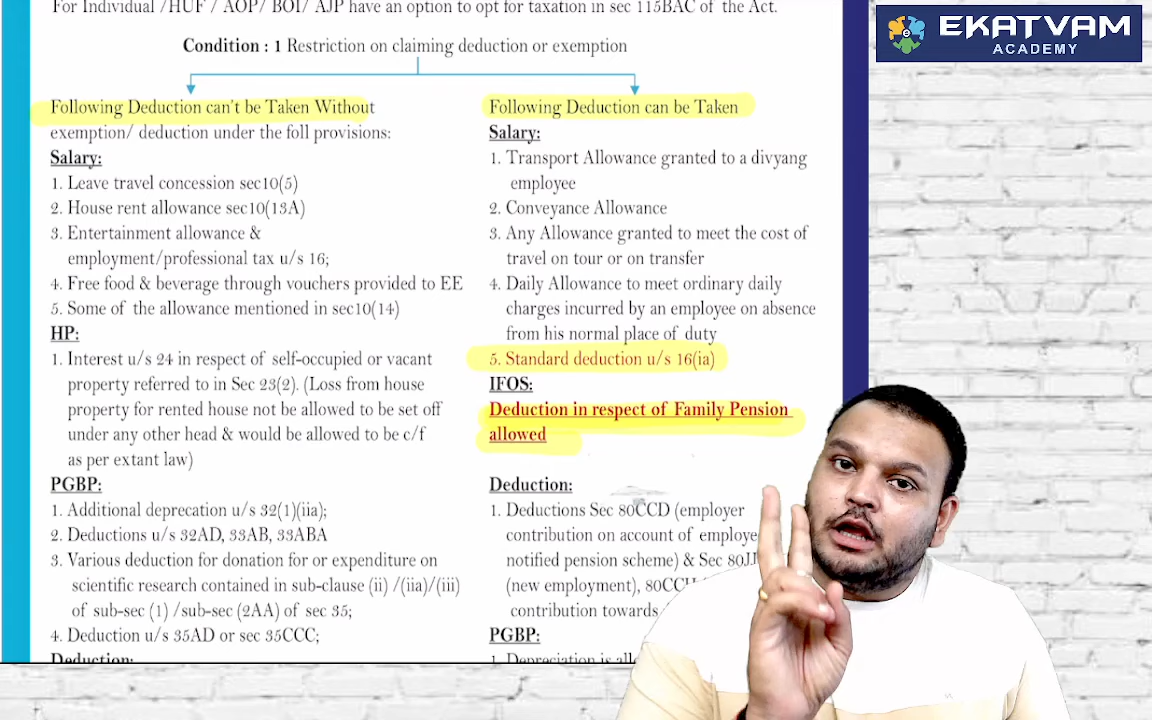 For Individual /HUF / AOP/ BOI/ AJP have an option to opt for taxation in sec 115BAC of the Act.
EKATVAM
ACADEMY
Condition : 1 Restriction on claiming deduction or exemption
Following Deduction can't be Taken Without
exemption/ deduction under the foll provisions:
Salary:
1. Leave travel concession sec10(5)
2. House rent allowance sec10(13A)
3. Entertainment allowance &
employment/professional tax u/s 16;
4. Free food & beverage through vouchers provided to EE
5. Some of the allowance mentioned in sec10(14)
HP:
1. Interest u/s 24 in respect of self-occupied or vacant
property referred to in Sec 23(2). (Loss from house
property for rented house not be allowed to be set off
under any other head & would be allowed to be c/f
as per extant law)
PGBP:
1. Additional deprecation u/s 32(1)(iia);
2. Deductions u/s 32AD, 33AB, 33ABA
3. Various deduction for donation for or expenditure on
scientific research contained in sub-clause (ii) /(iia)/(iii)
of sub-sec (1) /sub-sec (2AA) of sec 35;
4. Deduction u/s 35AD or sec 35CCC;
Deduction:
Following Deduction can be Taken
Salary:
1. Transport Allowance granted to a divyang
employee
2. Conveyance Allowance
3. Any Allowance granted to meet the cost of
travel on tour or on transfer
4. Daily Allowance to meet ordinary daily
charges incurred by an employee on absence
from his normal place of duty
5. Standard deduction u/s 16(ia)
IFOS:
Deduction in respect of Family Pension
allowed
Deduction:
1. Deductions Sec 80CCD (employer
contribution on account of employe
notified pension scheme) & Sec 80JJ
(new employment), 80CCH
contribution towards
PGBP:
1. Depreciation is all